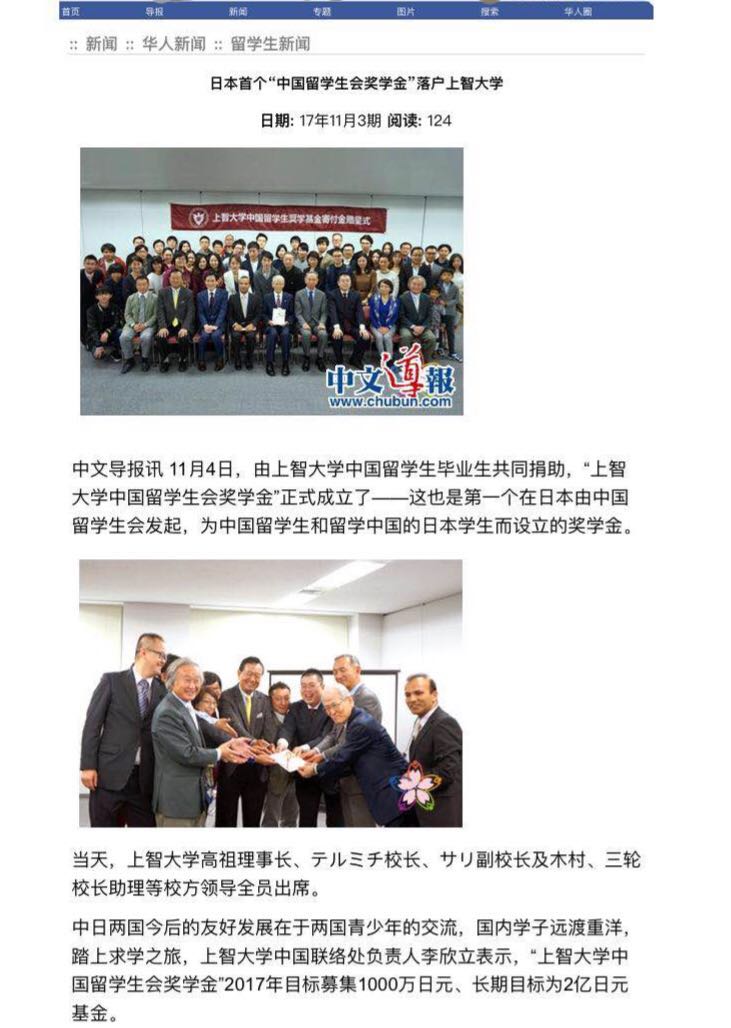 首页 导报 新闻 专题 图片 搜索 华人圈
:: 新闻 :: 华人新闻 :: 留学生新闻
日本首个“中国留学生会奖学金”落户上智大学
日期: 17年11月3期 阅读: 124
上智大学中国留学生奖学基金寄付金赠呈式
中文導報
www.chubun.com
中文导报讯 11月4日，由上智大学中国留学生毕业生共同捐助，“上智
大学中国留学生会奖学金”正式成立了——这也是第一个在日本由中国
留学生会发起，为中国留学生和留学中国的日本学生而设立的奖学金。
当天，上智大学高祖理事长、テルミチ校长、サリ副校长及木村、三轮
校长助理等校方领导全员出席。
中日两国今后的友好发展在于两国青少年的交流，国内学子远渡重洋，
踏上求学之旅，上智大学中国联络处负责人李欣立表示，“上智大学中
国留学生会奖学金”2017年目标募集1000万日元、长期目标为2亿日元
基金。